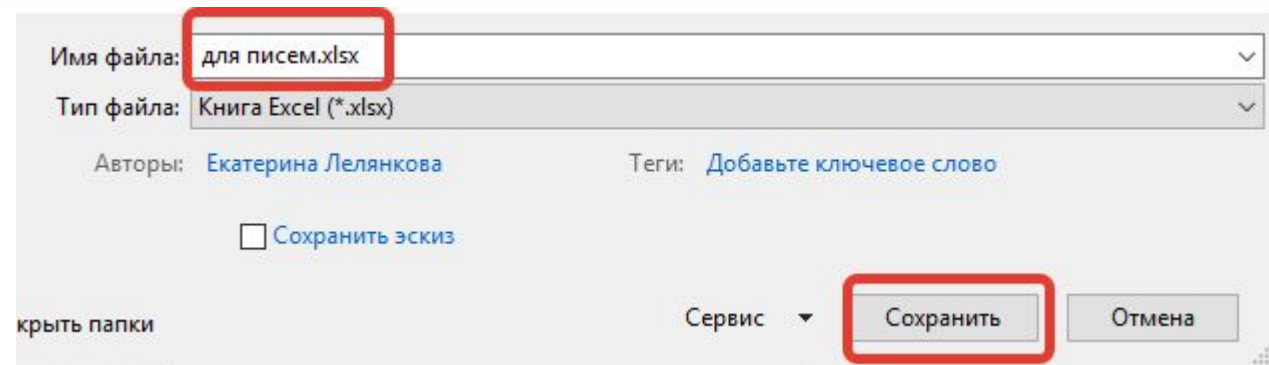 Имя файла: для писем.xlsx
Тип файла: Книга Excel (*.xlsx)
Авторы: Екатерина Лелянкова Теги: Добавьте ключевое слово
Сохранить эскиз
крыть папки Сервис Сохранить Отмена